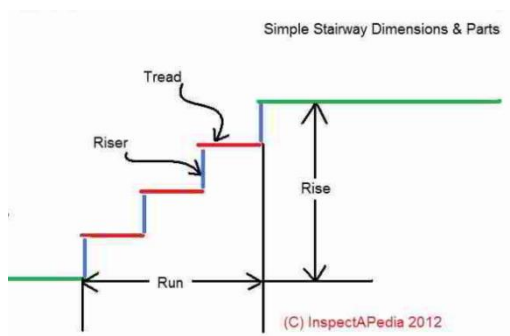 Simple Stairway Dimensions & Parts
Tread
Riser
Rise
Run
(C) InspectAPedia 2012